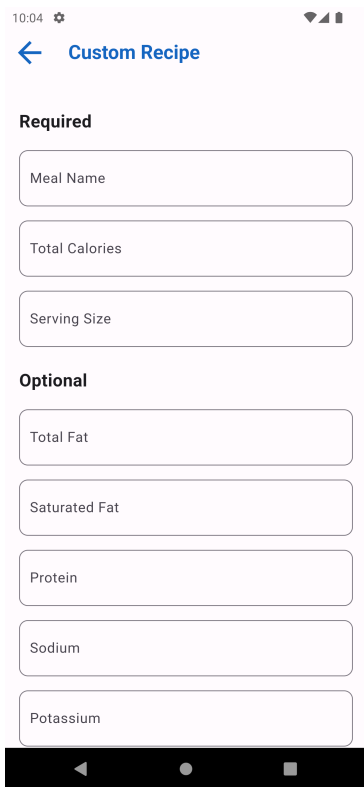 10:04
Custom Recipe
Required
Meal Name
Total Calories
Serving Size
Optional
Total Fat
Saturated Fat
Protein
Sodium
Potassium